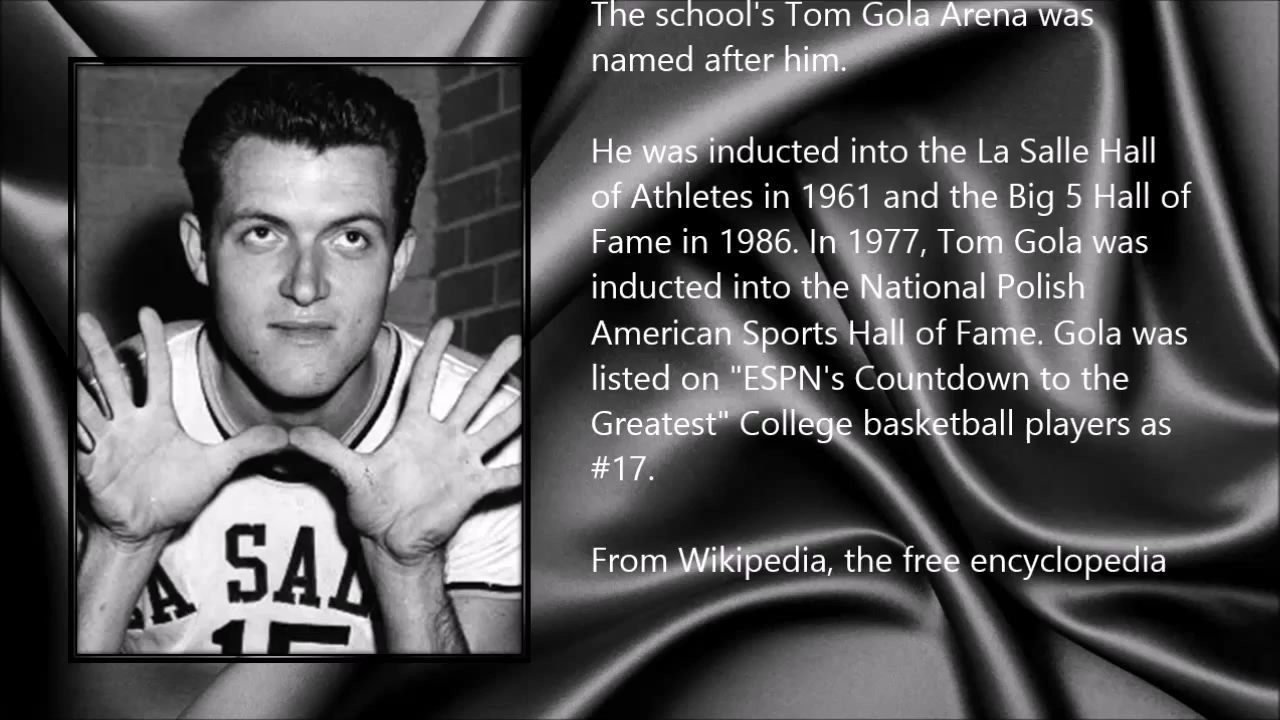 The school's Tom Gola Arena was
named after him.
He was inducted into the La Salle Hall
of Athletes in 1961 and the Big 5 Hall of
Fame in 1986. In 1977, Tom Gola was
inducted into the National Polish
American Sports Hall of Fame. Gola was
listed on "ESPN's Countdown to the
Greatest" College basketball players as
#17.
From Wikipedia, the free encyclopedia
A SAL
15